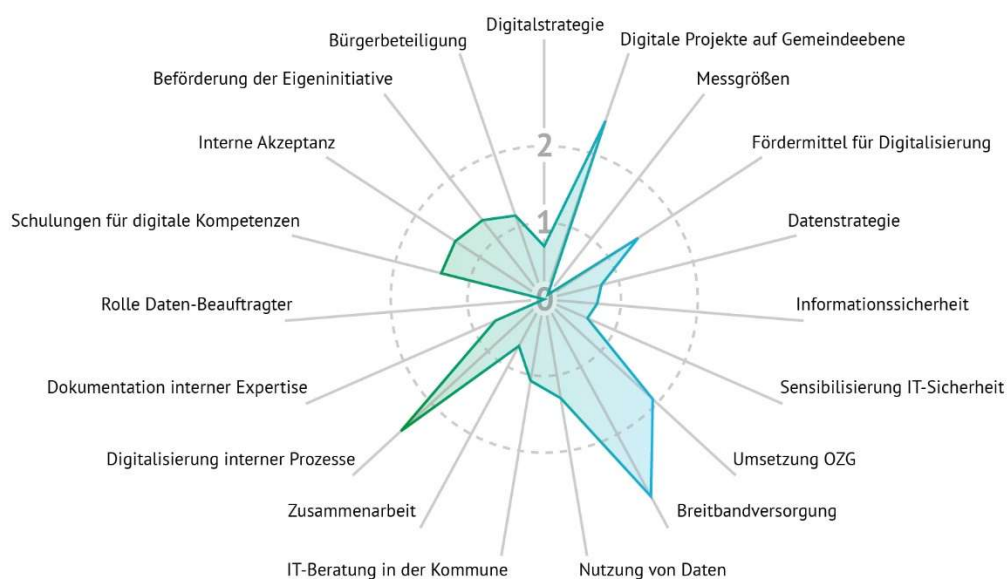 Digitalstrategie
Digitale Projekte auf Gemeindeebene
Messgrößen
Fördermittel für Digitalisierung
Datenstrategie
Informationssicherheit
Sensibilisierung IT-Sicherheit
Umsetzung OZG
Breitbandversorgung
Nutzung von Daten
IT-Beratung in der Kommune
Zusammenarbeit
Digitalisierung interner Prozesse
Dokumentation interner Expertise
Rolle Daten-Beauftragter
Schulungen für digitale Kompetenzen
Interne Akzeptanz
Beförderung der Eigeninitiative
Bürgerbeteiligung
2
1
0